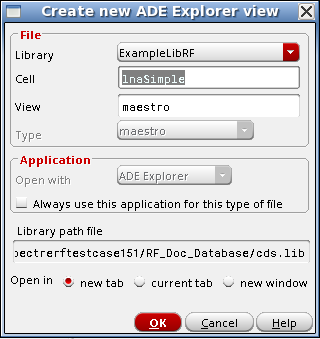 Create new ADE Explorer view
File
Library ExampleLibRF
Cell lnaSimple
View maestro
Type maestro
Application
Open with ADE Explorer
Always use this application for this type of file
Library path file
pectrerftestcase151/RF_Doc_Database/cds.lib
Open in new tab current tab new window
OK Cancel Help